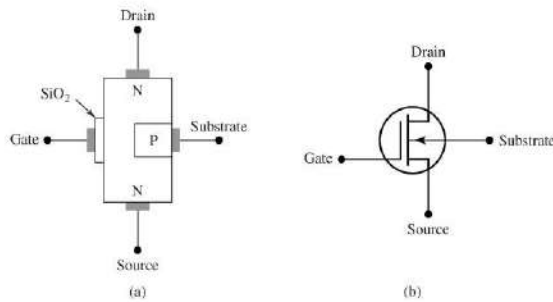 Drain
N
SiO₂
Gate
P
Substrate
N
Source
(a)
Drain
Gate
Substrate
Source
(b)